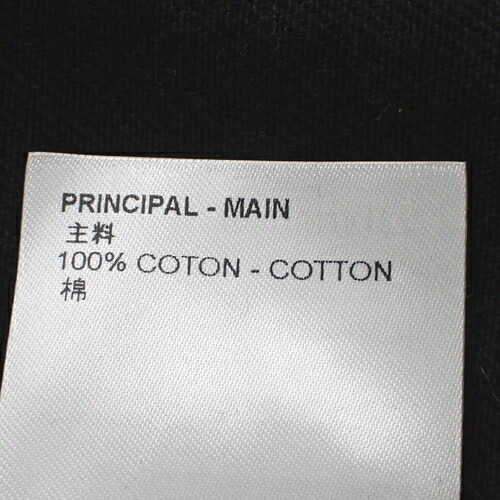 PRINCIPAL - MAIN
主料
100% COTON - COTTON
棉